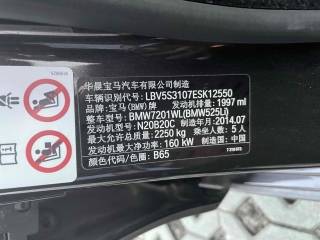 华晨宝马汽车有限公司制造
车辆识别代号: LBV5S3107ESK12550
品牌: 宝马(BMW)牌 发动机排量: 1997 ml
整车型号: BMW7201WL(BMW525Li)
发动机型号: N20B20C 制造年月: 2014.07
最大允许总质量: 2250 kg 乘坐人数: 5 人
发动机最大净功率: 160 kW 制造国: 中国
颜色代码/色圈: B65